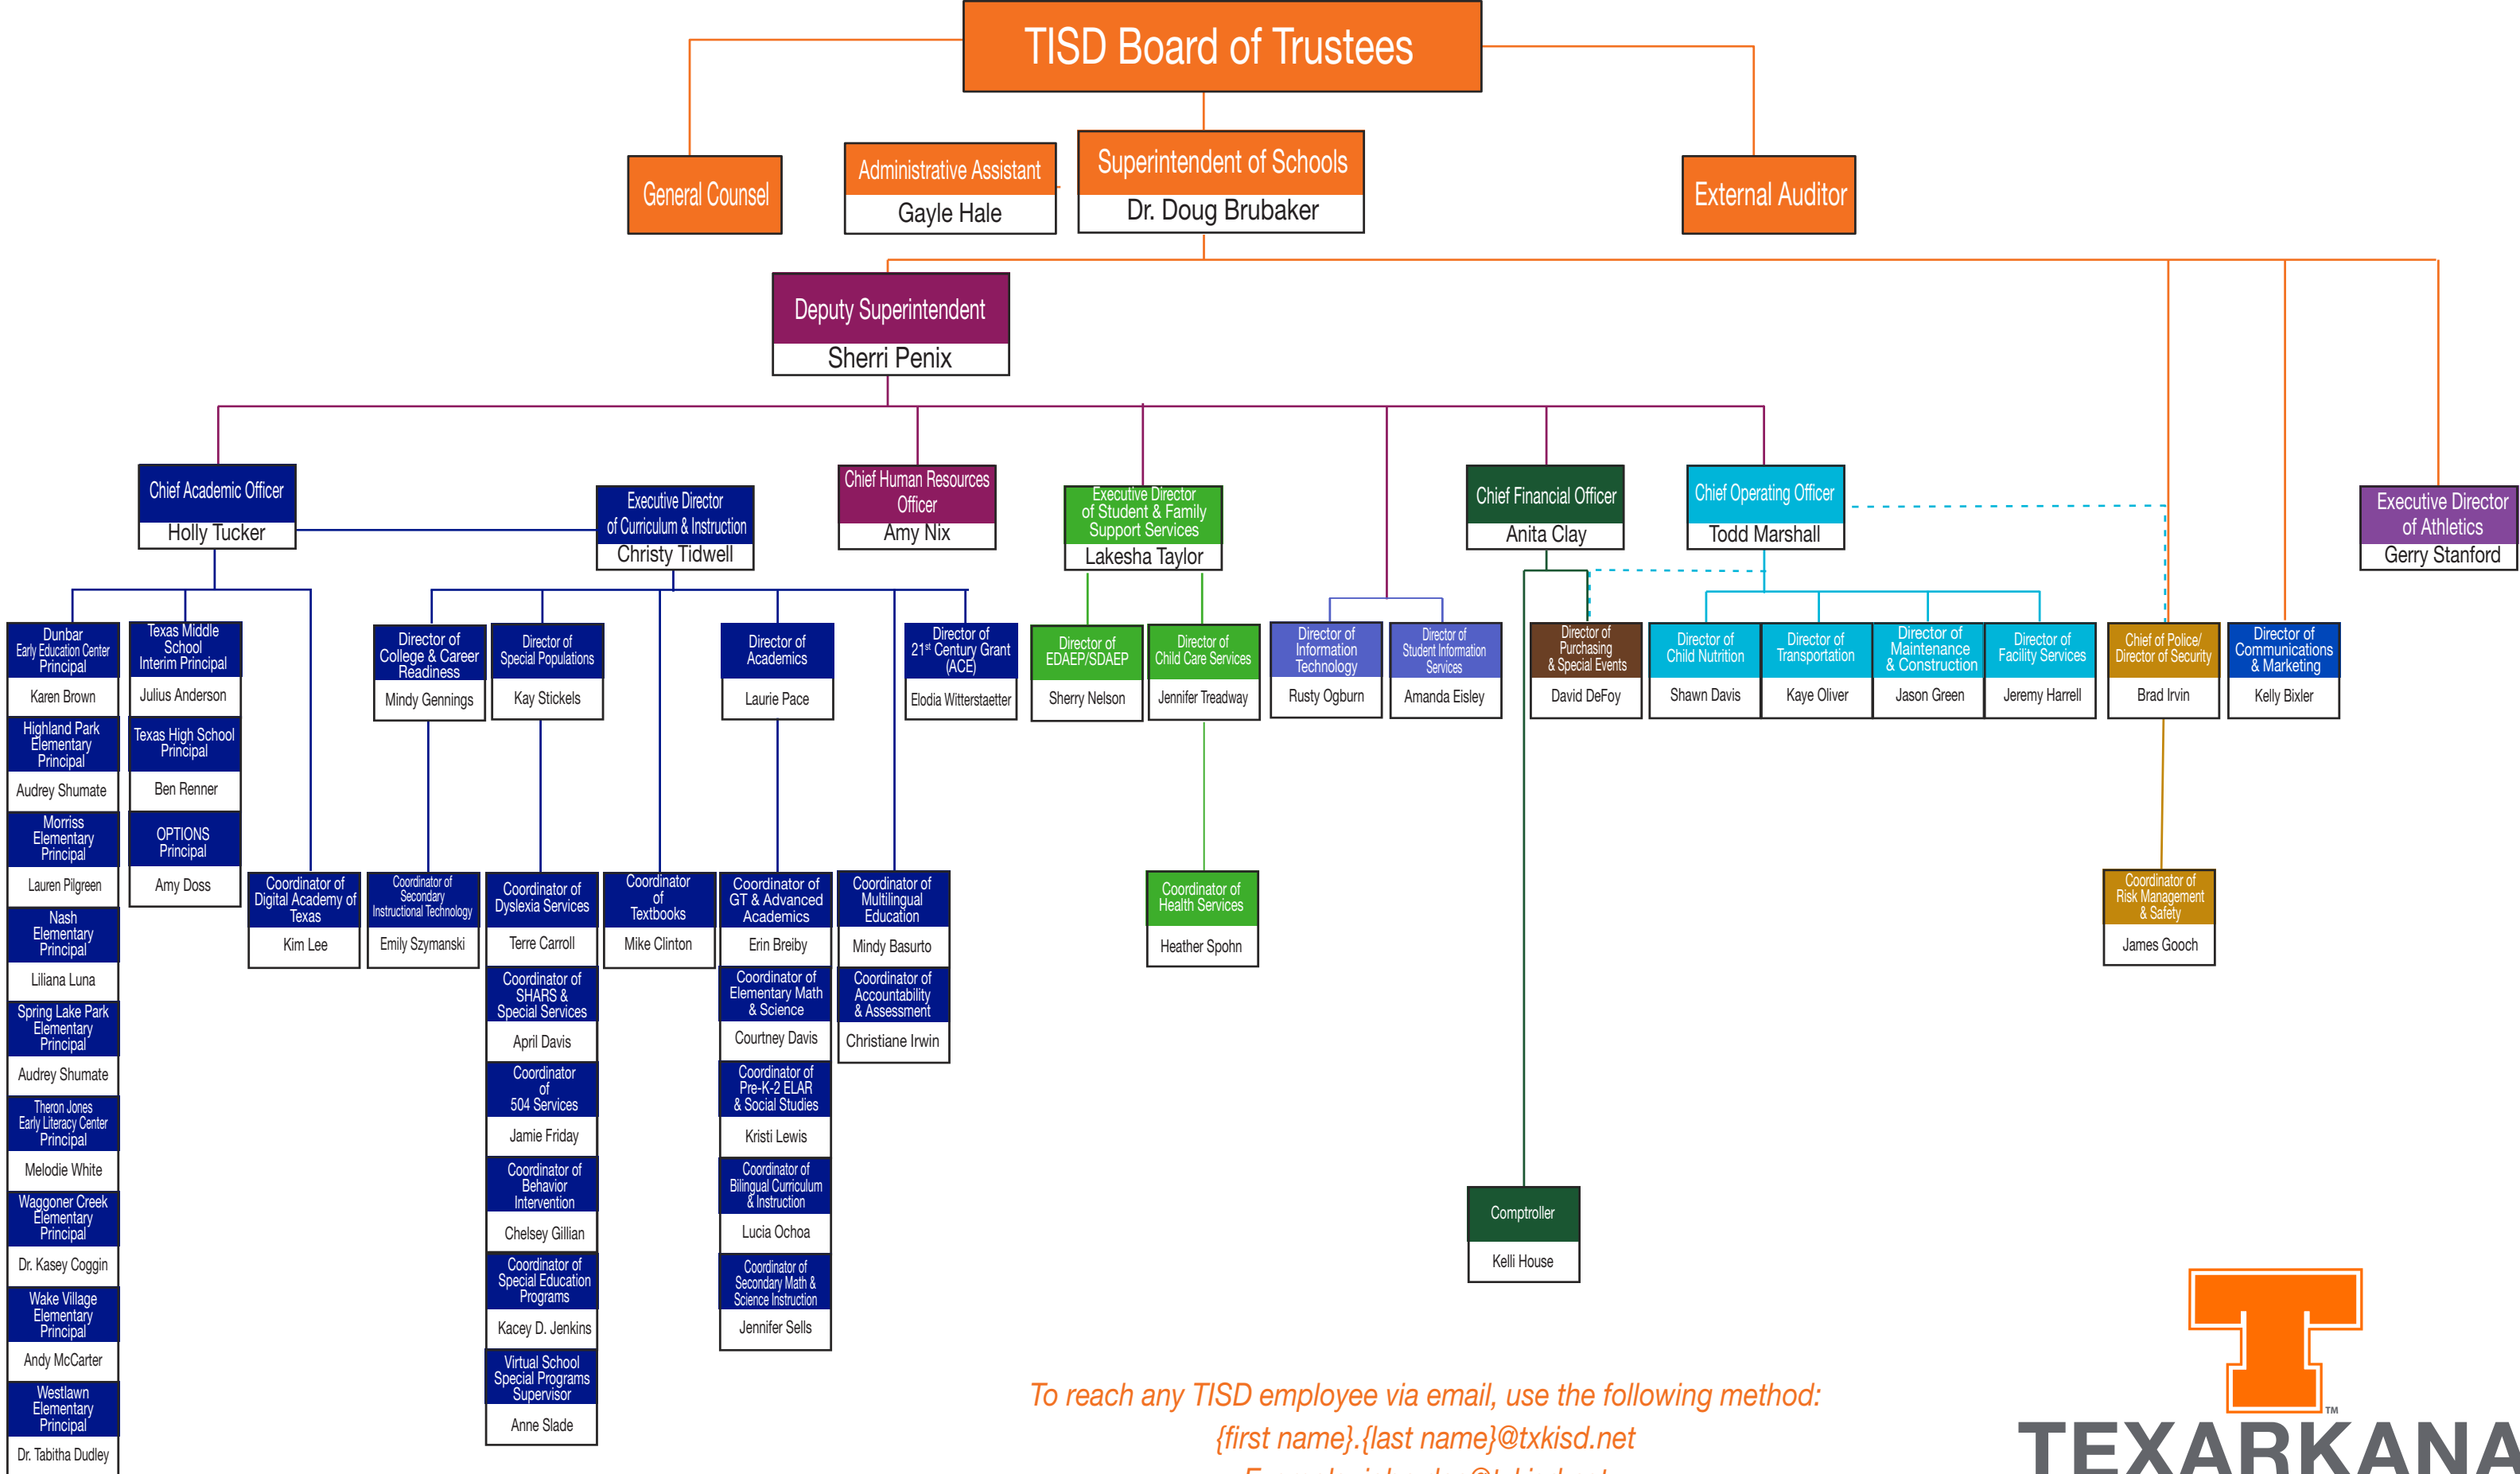 TISD Board of Trustees
General Counsel
Administrative Assistant
Gayle Hale
Superintendent of Schools
Dr. Doug Brubaker
External Auditor
Deputy Superintendent
Sherri Penix
Chief Academic Officer
Holly Tucker
Executive Director
of Curriculum & Instruction
Christy Tidwell
Chief Human Resources
Officer
Amy Nix
Executive Director
of Student & Family
Support Services
Lakesha Taylor
Chief Financial Officer
Anita Clay
Chief Operating Officer
Todd Marshall
Executive Director
of Athletics
Gerry Stanford
Dunbar
Early Education Center
Principal
Karen Brown
Highland Park
Elementary
Principal
Audrey Shumate
Morriss
Elementary
Principal
Lauren Pilgreen
Nash
Elementary
Principal
Liliana Luna
Spring Lake Park
Elementary
Principal
Audrey Shumate
Theron Jones
Early Literacy Center
Principal
Melodie White
Waggoner Creek
Elementary
Principal
Dr. Kasey Coggin
Wake Village
Elementary
Principal
Andy McCarter
Westlawn
Elementary
Principal
Dr. Tabitha Dudley
Texas Middle
School
Interim Principal
Julius Anderson
Texas High School
Principal
Ben Renner
OPTIONS
Principal
Amy Doss
Coordinator of
Digital Academy of
Texas
Kim Lee
Director of
College & Career
Readiness
Mindy Gennings
Coordinator of
Secondary
Instructional Technology
Emily Szymanski
Director of
Special Populations
Kay Stickels
Coordinator of
Dyslexia Services
Terre Carroll
Coordinator of
SHARS &
Special Services
April Davis
Coordinator
of
504 Services
Jamie Friday
Coordinator of
Behavior
Intervention
Chelsey Gillian
Coordinator of
Special Education
Programs
Kacey D. Jenkins
Virtual School
Special Programs
Supervisor
Anne Slade
Coordinator
of
Textbooks
Mike Clinton
Director of
Academics
Laurie Pace
Coordinator of
GT & Advanced
Academics
Erin Breiby
Coordinator of
Elementary Math
& Science
Courtney Davis
Coordinator of
Pre-K-2 ELAR
& Social Studies
Kristi Lewis
Coordinator of
Bilingual Curriculum
& Instruction
Lucia Ochoa
Coordinator of
Secondary Math &
Science Instruction
Jennifer Sells
Coordinator of
Multilingual
Education
Mindy Basurto
Coordinator of
Accountability
& Assessment
Christiane Irwin
Director of
21st Century Grant
(ACE)
Elodia Witterstaetter
Director of
EDAEP/SDAEP
Sherry Nelson
Director of
Child Care Services
Jennifer Treadway
Coordinator of
Health Services
Heather Spohn
Director of
Information
Technology
Rusty Ogburn
Director of
Student Information
Services
Amanda Eisley
Director of
Purchasing
& Special Events
David DeFoy
Comptroller
Kelli House
Director of
Child Nutrition
Shawn Davis
Director of
Transportation
Kaye Oliver
Director of
Maintenance
& Construction
Jason Green
Director of
Facility Services
Jeremy Harrell
Chief of Police/
Director of Security
Brad Irvin
Coordinator of
Risk Management
& Safety
James Gooch
Director of
Communications
& Marketing
Kelly Bixler
To reach any TISD employee via email, use the following method:
{first name}.{last name}@txkisd.net
T
TM
TEXARKANA